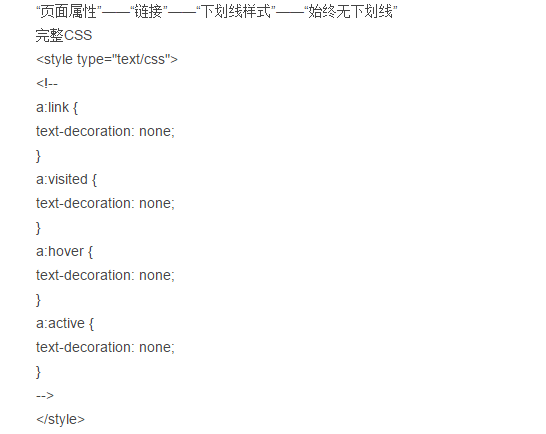 “页面属性”——“链接”——“下划线样式”——“始终无下划线”
完整CSS
<style type="text/css">
<!--
a:link {
text-decoration: none;
}
a:visited {
text-decoration: none;
}
a:hover {
text-decoration: none;
}
a:active {
text-decoration: none;
}
-->
</style>